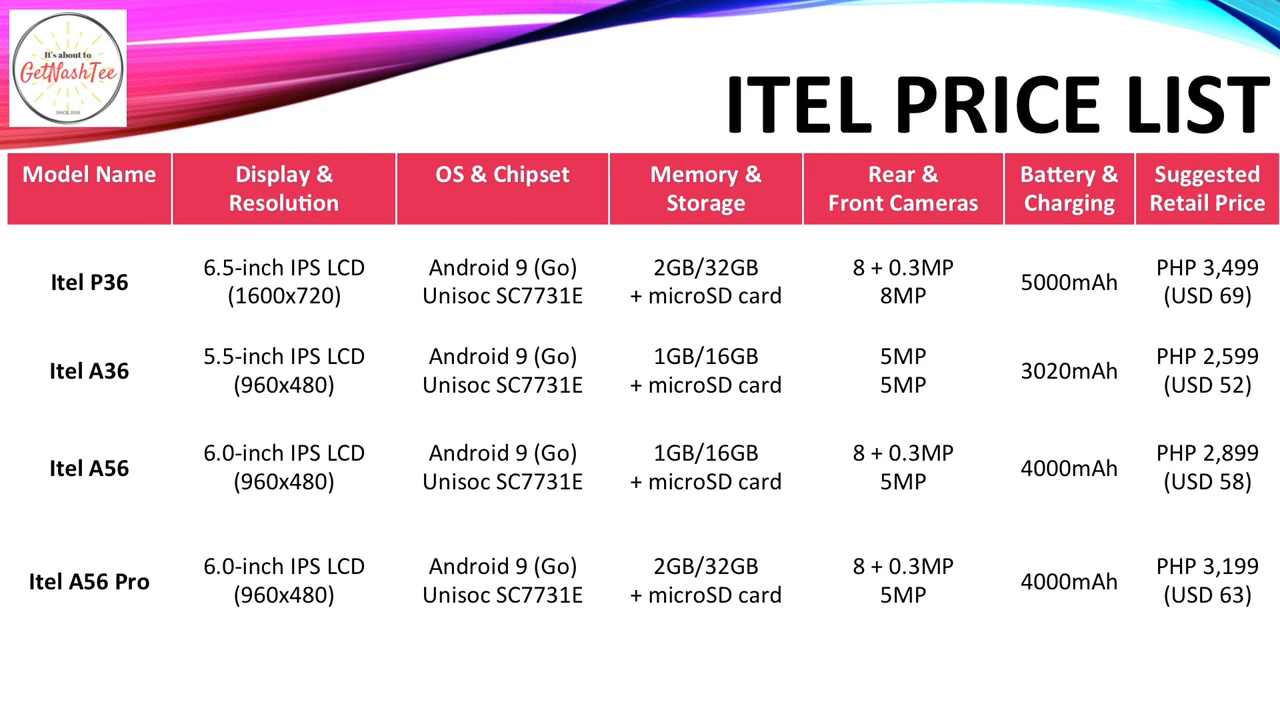 It's about to
GetNashTee
SINCE 2018
ITEL PRICE LIST
Model Name
Display &
Resolution
OS & Chipset
Memory &
Storage
Rear &
Front Cameras
Battery &
Charging
Suggested
Retail Price
Itel P36
6.5-inch IPS LCD
(1600x720)
Android 9 (Go)
Unisoc SC7731E
2GB/32GB
+ microSD card
8 + 0.3MP
8MP
5000mAh
PHP 3,499
(USD 69)
Itel A36
5.5-inch IPS LCD
(960x480)
Android 9 (Go)
Unisoc SC7731E
1GB/16GB
+ microSD card
5MP
5MP
3020mAh
PHP 2,599
(USD 52)
Itel A56
6.0-inch IPS LCD
(960x480)
Android 9 (Go)
Unisoc SC7731E
1GB/16GB
+ microSD card
8 + 0.3MP
5MP
4000mAh
PHP 2,899
(USD 58)
Itel A56 Pro
6.0-inch IPS LCD
(960x480)
Android 9 (Go)
Unisoc SC7731E
2GB/32GB
+ microSD card
8 + 0.3MP
5MP
4000mAh
PHP 3,199
(USD 63)